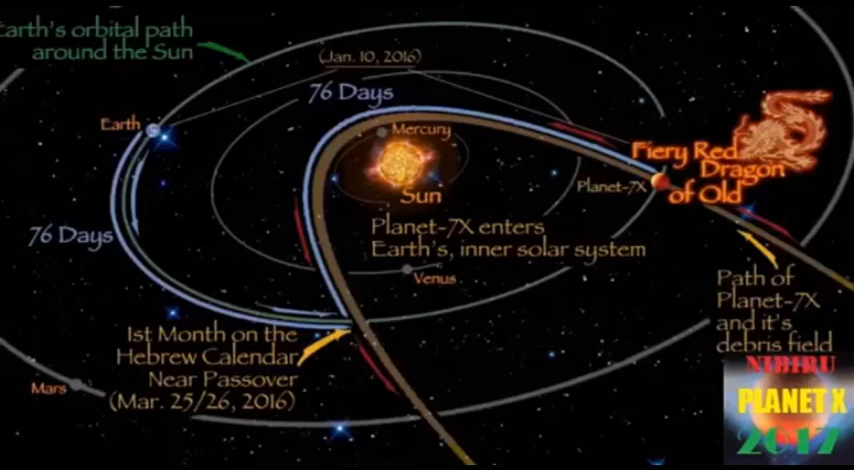 Earth's orbital path
around the Sun
(Jan. 10, 2016)
76 Days
Earth
Mercury
Fiery Red
Dragon
of Old
Planet-7X
Sun
76 Days
Planet-7X enters
Earth's, inner solar system
Venus
Path of
Planet-7X
and it's
debris field
1st Month on the
Hebrew Calendar
Near Passover
(Mar. 25/26, 2016)
Mars
NIBIRU
PLANET X
2017